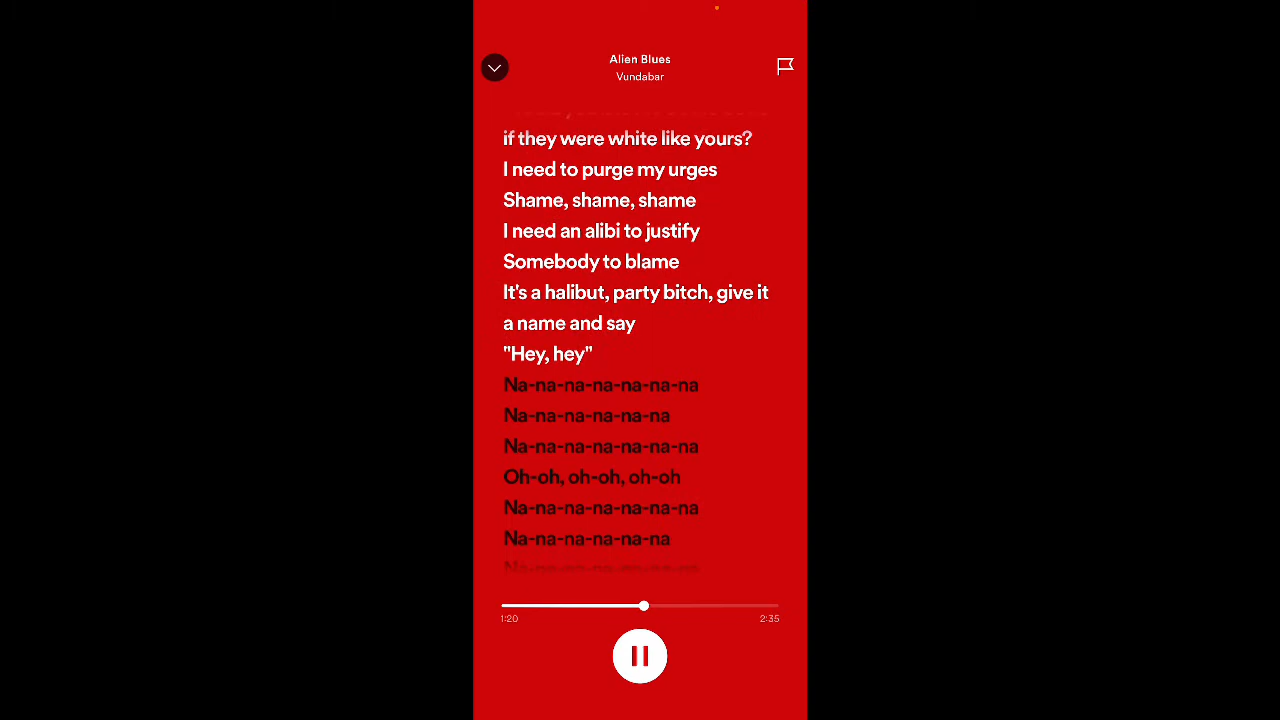 Alien Blues
Vundabar
if they were white like yours?
I need to purge my urges
Shame, shame, shame
I need an alibi to justify
Somebody to blame
It's a halibut, party bitch, give it
a name and say
"Hey, hey"
Na-na-na-na-na-na-na
Na-na-na-na-na-na
Na-na-na-na-na-na-na
Oh-oh, oh-oh, oh-oh
Na-na-na-na-na-na-na
Na-na-na-na-na-na
1:20
2:35